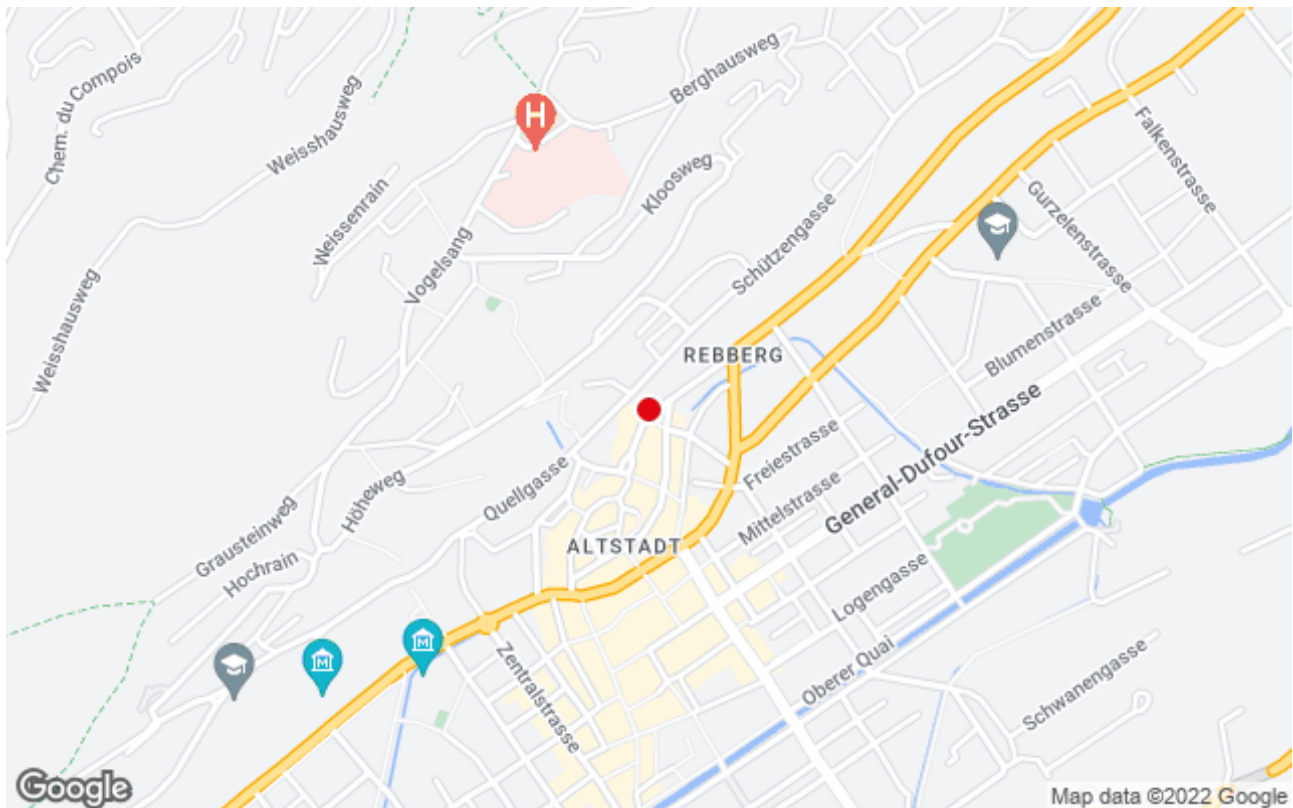 Chem. du Compois
Weisshausweg
Berghausweg
H
Falkenstrasse
Weissenrain
Kloosweg
Schützengasse
Gurzelenstrasse
Vogelsang
Weisshausweg
REBBERG
Blumenstrasse
Freiestrasse
General-Dufour-Strasse
Mittelstrasse
Quellgasse
Höheweg
Grausteinweg
Hochrain
ALTSTADT
Logengasse
Oberer Quai
Zentralstrasse
Schwanengasse
M
M
Google
Map data ©2022 Google